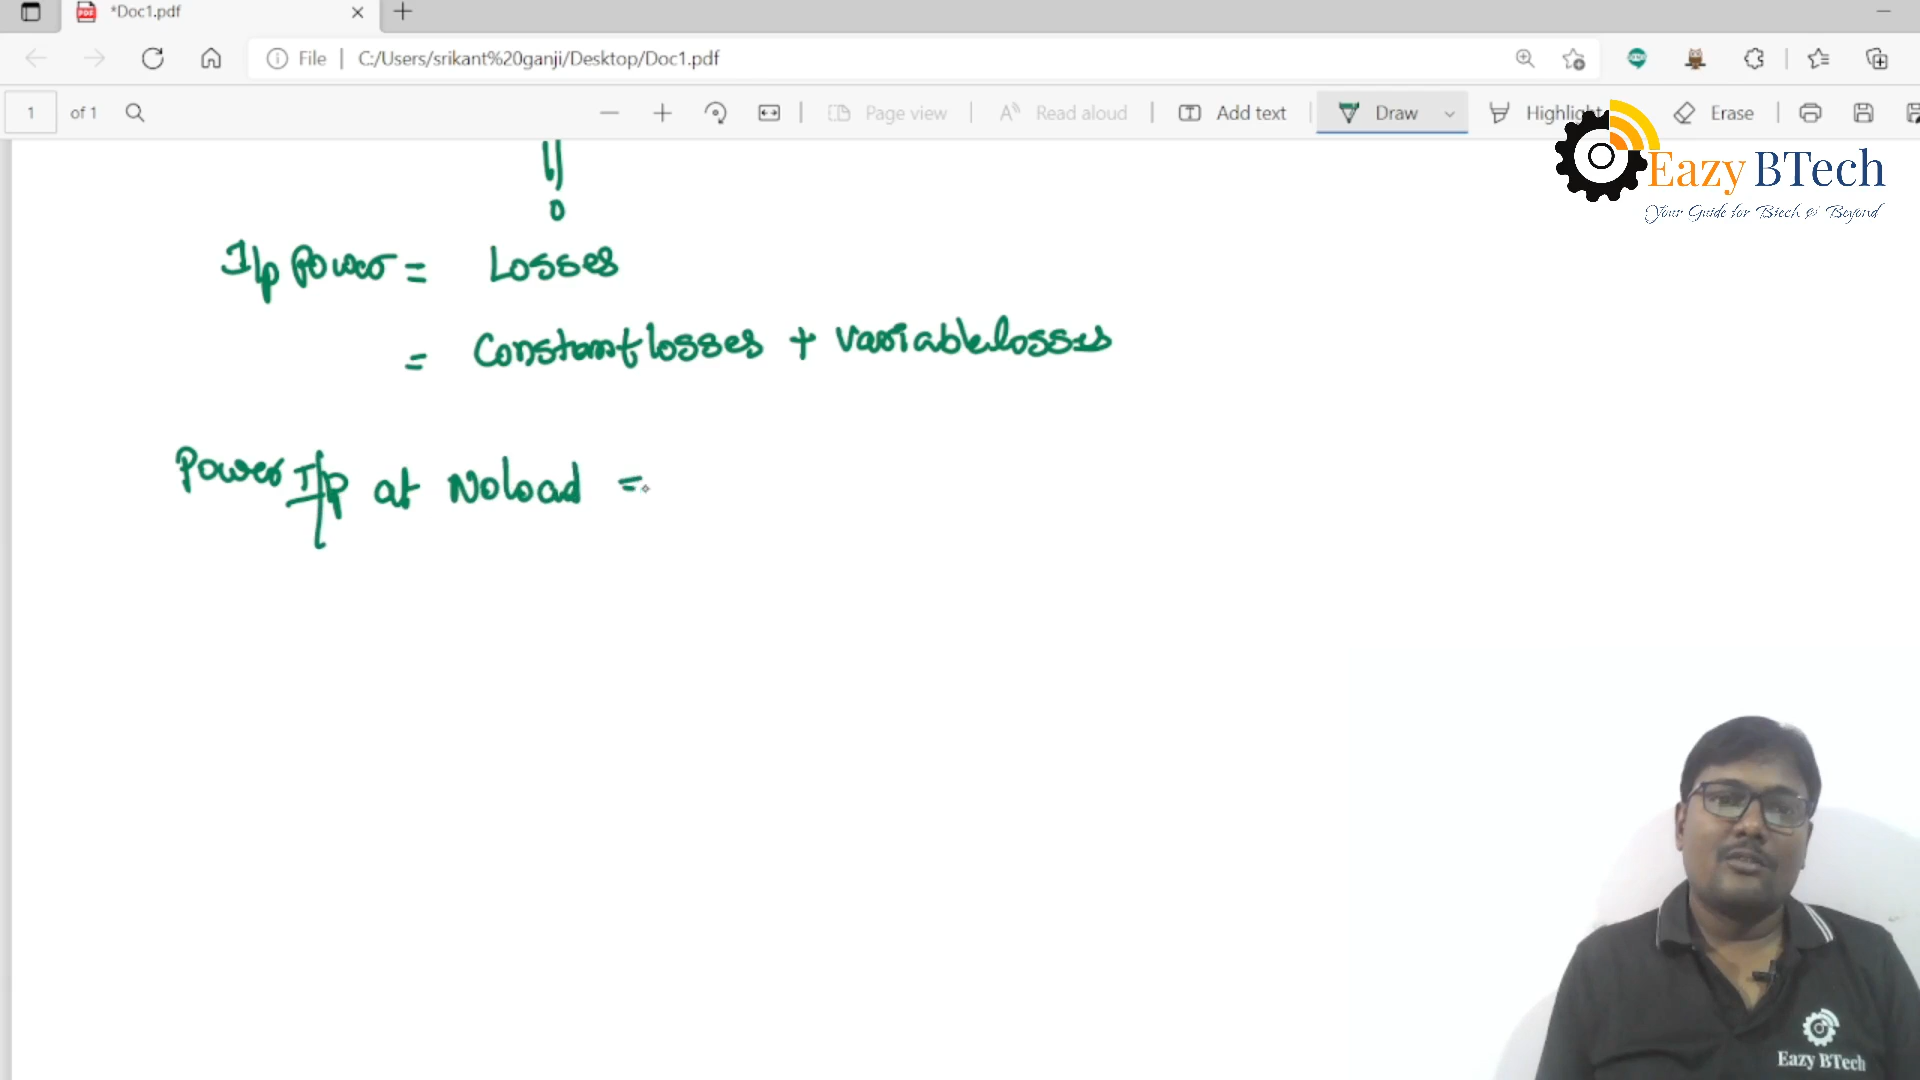 *Doc1.pdf
File | C:/Users/srikant%20ganji/Desktop/Doc1.pdf
1 of 1 Page view Read aloud Add text Draw Highlight Erase
Eazy BTech
Your Guide for Btech & Beyond
0
I/p Power = Losses
= Constant losses + Variable losses
Power I/p at Noload =
Eazy BTech